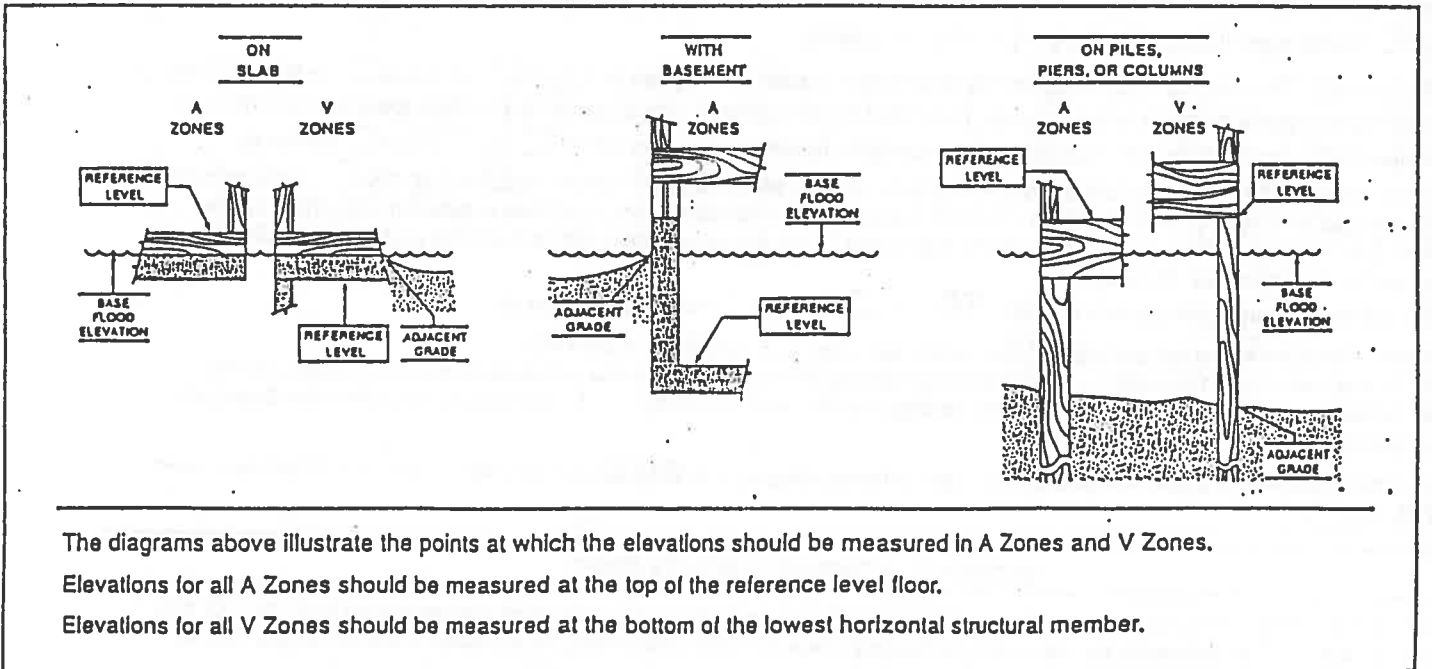 ON
SLAB
A
ZONES
V
ZONES
REFERENCE
LEVEL
BASE
FLOOD
ELEVATION
REFERENCE
LEVEL
ADJACENT
GRADE
WITH
BASEMENT
A
ZONES
BASE
FLOOD
ELEVATION
ADJACENT
GRADE
REFERENCE
LEVEL
ON PILES,
PIERS, OR COLUMNS
A
ZONES
V
ZONES
REFERENCE
LEVEL
REFERENCE
LEVEL
BASE
FLOOD
ELEVATION
ADJACENT
GRADE
The diagrams above illustrate the points at which the elevations should be measured in A Zones and V Zones.
Elevations for all A Zones should be measured at the top of the reference level floor.
Elevations for all V Zones should be measured at the bottom of the lowest horizontal structural member.